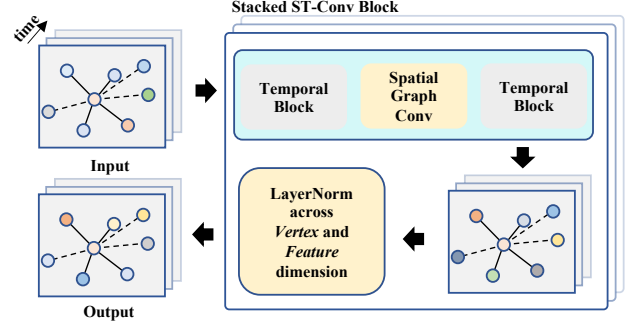 Stacked ST-Conv Block
time
Temporal
Block
Spatial
Graph
Conv
Temporal
Block
Input
LayerNorm
across
Vertex and
Feature
dimension
Output